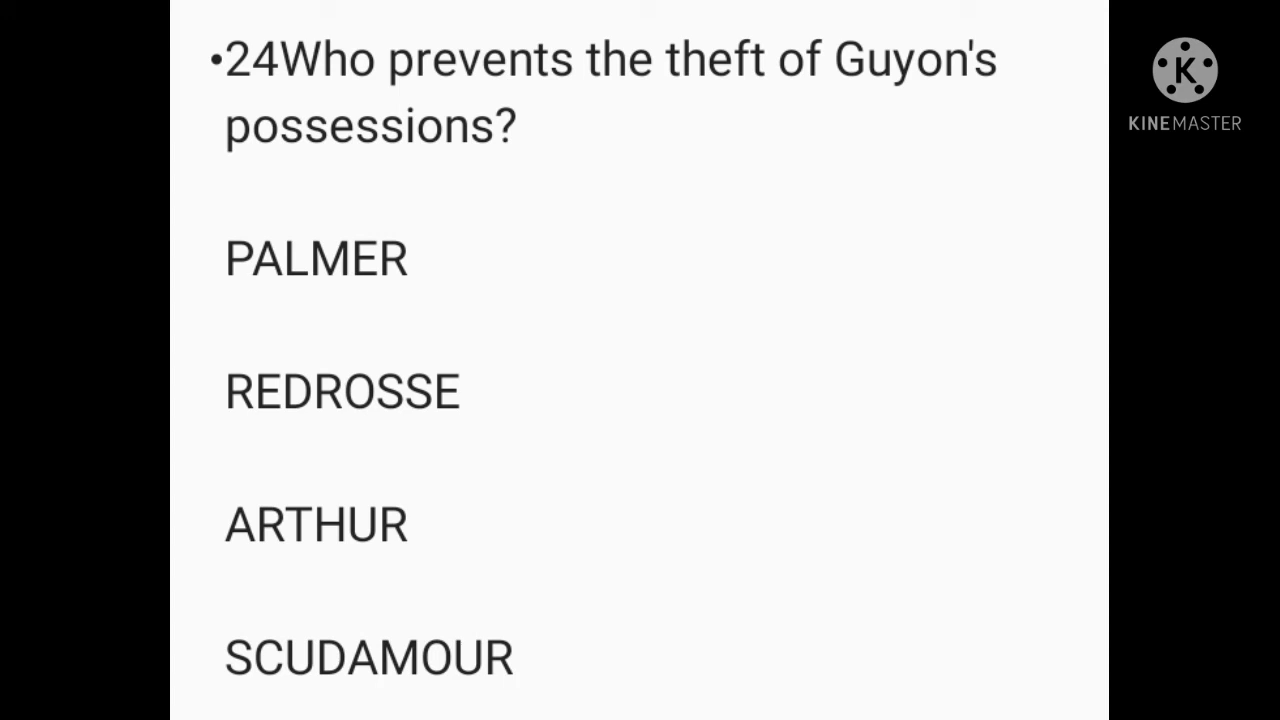 •24Who prevents the theft of Guyon's
possessions?
PALMER
REDROSSE
ARTHUR
SCUDAMOUR
K
KINEMASTER